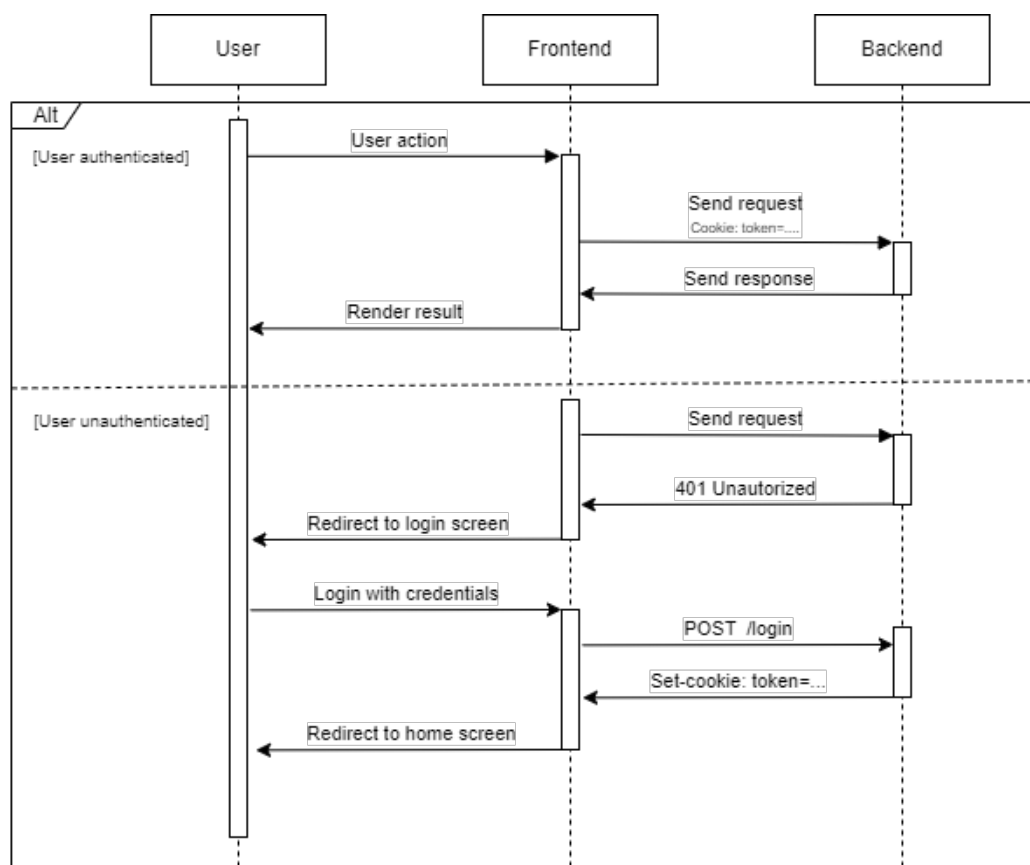 User
Frontend
Backend
Alt
[User authenticated]
User action
Send request
Cookie: token=....
Send response
Render result
[User unauthenticated]
Send request
401 Unautorized
Redirect to login screen
Login with credentials
POST /login
Set-cookie: token=...
Redirect to home screen